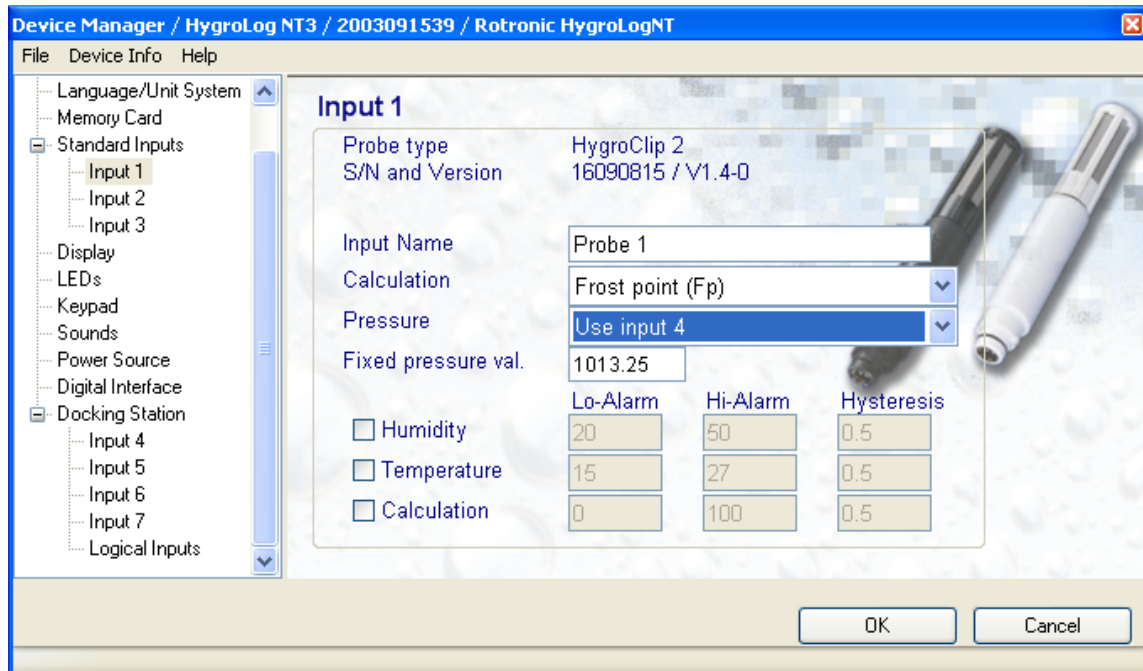 Device Manager / HygroLog NT3 / 2003091539 / Rotronic HygroLogNT
File Device Info Help
Language/Unit System
Memory Card
Standard Inputs
Input 1
Input 2
Input 3
Display
LEDs
Keypad
Sounds
Power Source
Digital Interface
Docking Station
Input 4
Input 5
Input 6
Input 7
Logical Inputs
Input 1
Probe type HygroClip 2
S/N and Version 16090815 / V1.4-0
Input Name Probe 1
Calculation Frost point (Fp)
Pressure Use input 4
Fixed pressure val. 1013.25
Lo-Alarm Hi-Alarm Hysteresis
Humidity 20 50 0.5
Temperature 15 27 0.5
Calculation 0 100 0.5
OK Cancel